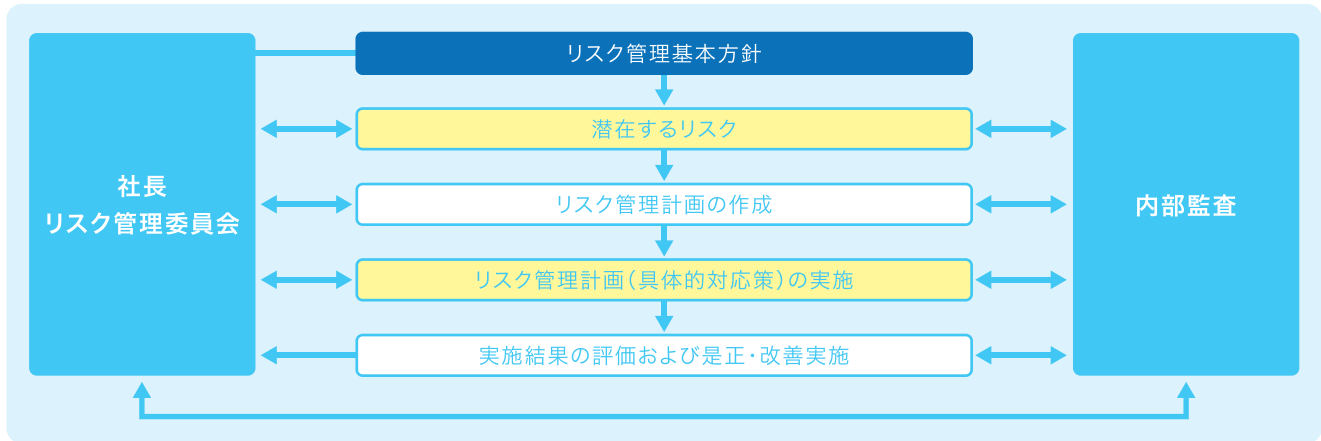 リスク管理基本方針
潜在するリスク
社長
リスク管理委員会
リスク管理計画の作成
内部監査
リスク管理計画(具体的対応策)の実施
実施結果の評価および是正・改善実施